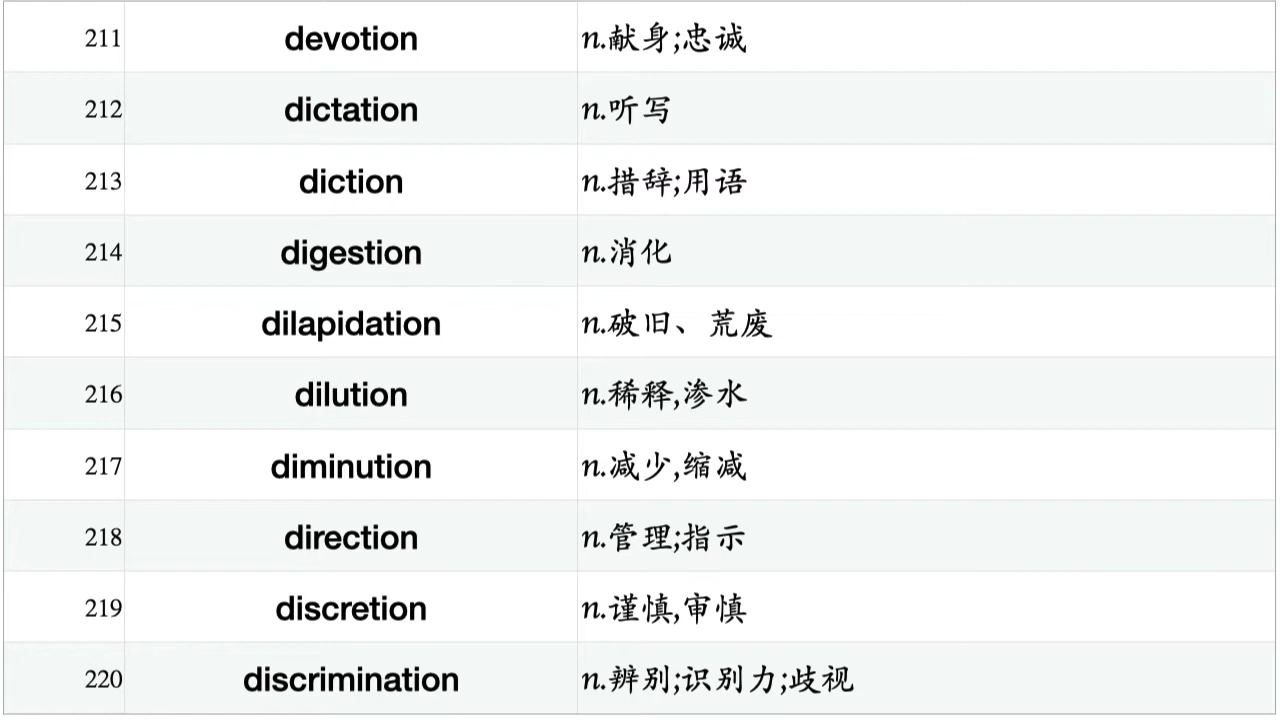 211 devotion n.献身;忠诚
212 dictation n.听写
213 diction n.措辞;用语
214 digestion n.消化
215 dilapidation n.破旧、荒废
216 dilution n.稀释,渗水
217 diminution n.减少,缩减
218 direction n.管理;指示
219 discretion n.谨慎,审慎
220 discrimination n.辨别;识别力;歧视